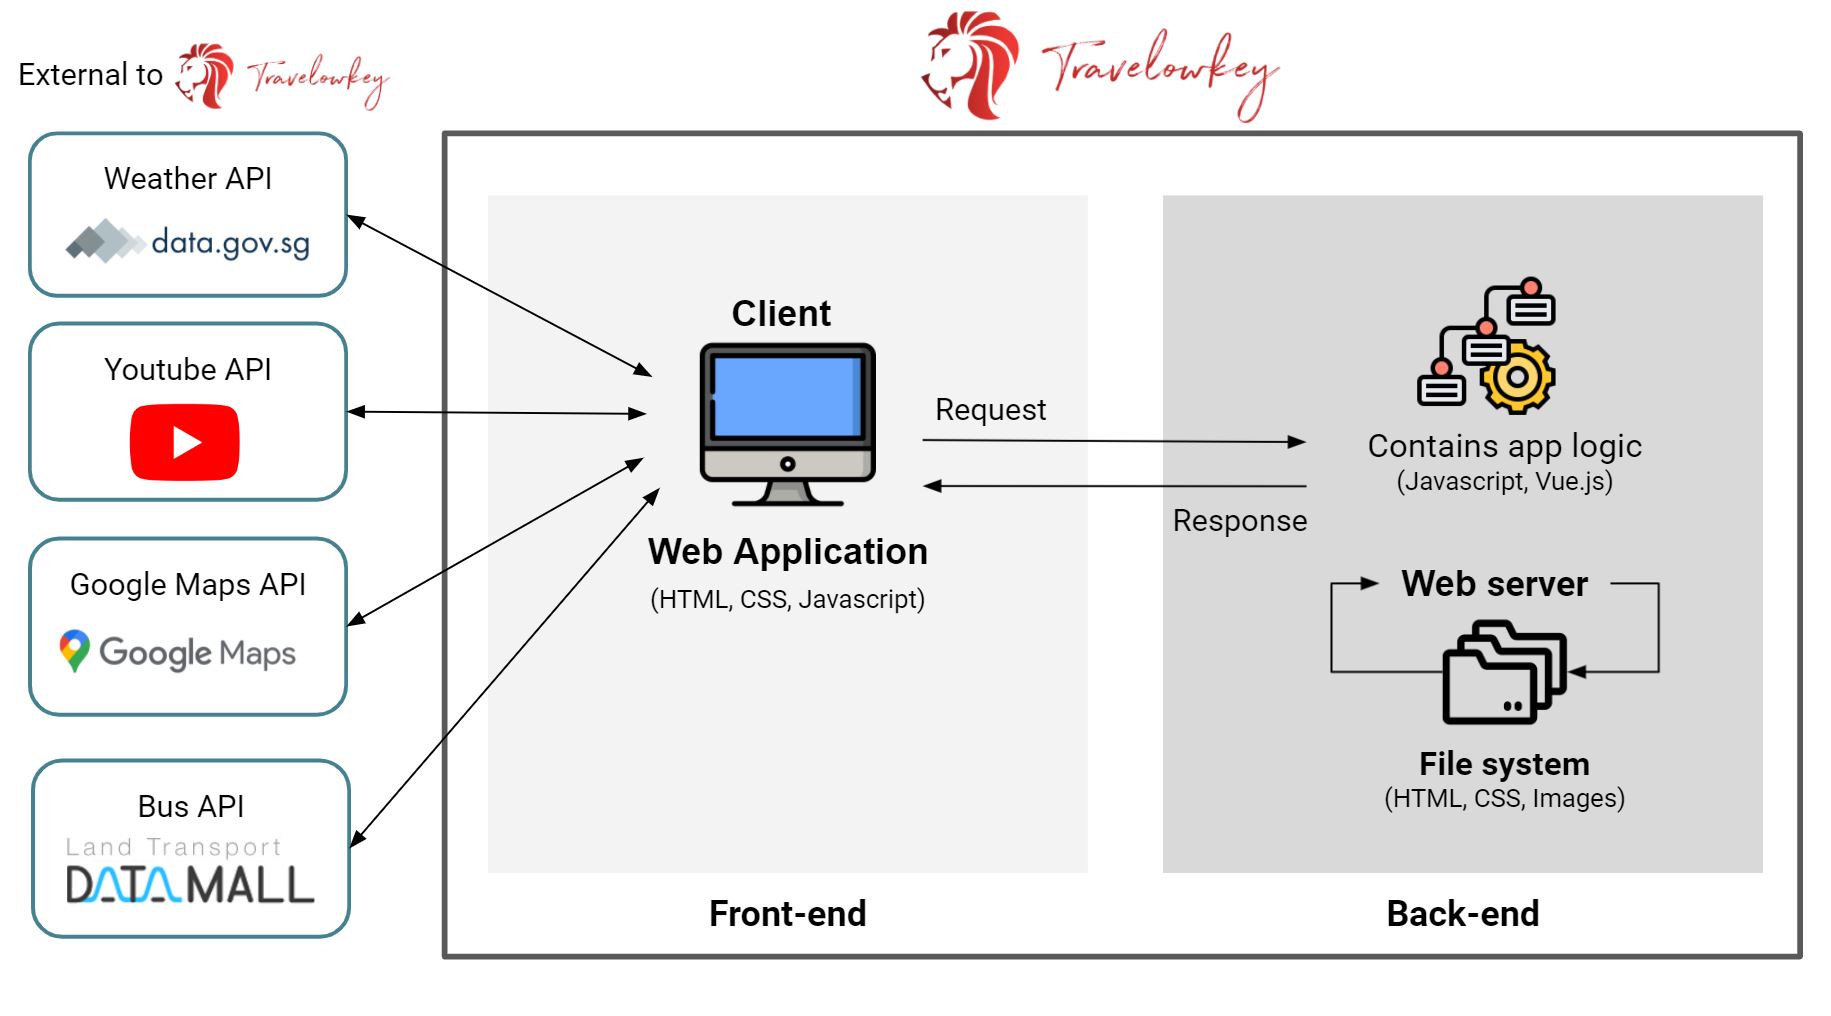 External to Travelowkey
Travelowkey
Weather API
data.gov.sg
Youtube API
Google Maps API
Google Maps
Bus API
Land Transport
DATA MALL
Client
Web Application
(HTML, CSS, Javascript)
Request
Response
Contains app logic
(Javascript, Vue.js)
Web server
File system
(HTML, CSS, Images)
Front-end
Back-end